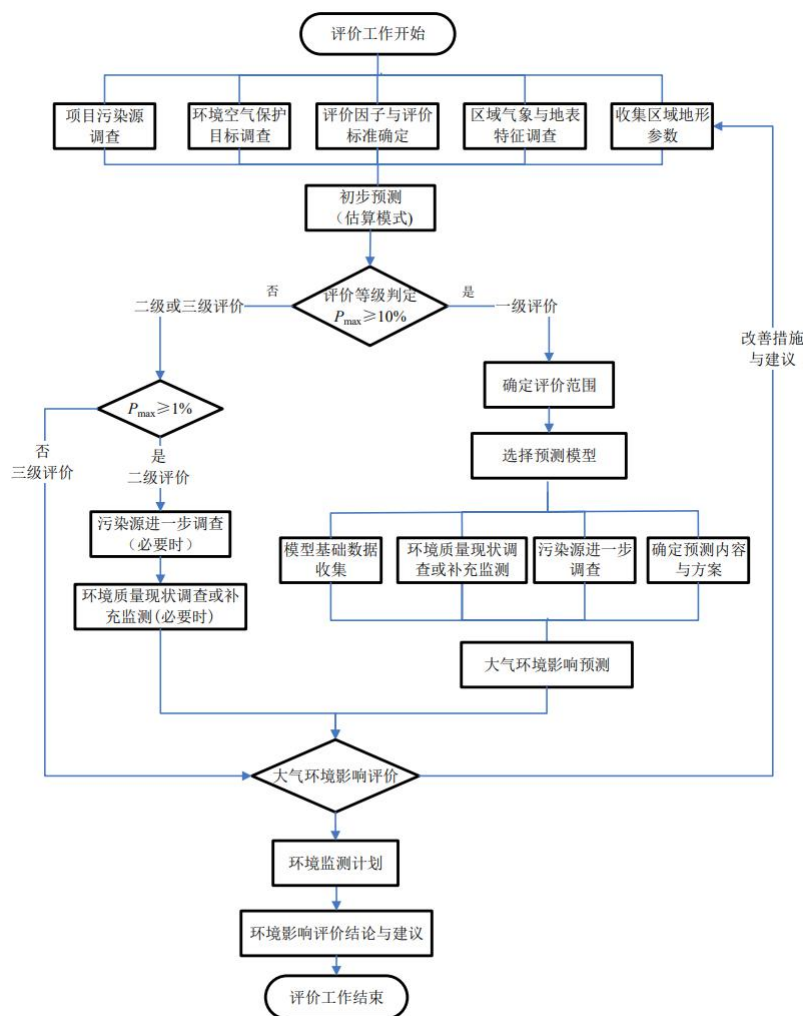 评价工作开始
项目污染源
调查
环境空气保护
目标调查
评价因子与评价
标准确定
区域气象与地表
特征调查
收集区域地形
参数
初步预测
（估算模式)
评价等级判定
Pmax≥10%
否
二级或三级评价
是
一级评价
改善措施
与建议
确定评价范围
Pmax≥1%
否
三级评价
是
二级评价
选择预测模型
污染源进一步调查
（必要时）
模型基础数据
收集
环境质量现状调
查或补充监测
污染源进一步
调查
确定预测内容
与方案
环境质量现状调查或补
充监测(必要时)
大气环境影响预测
大气环境影响评价
环境监测计划
环境影响评价结论与建议
评价工作结束